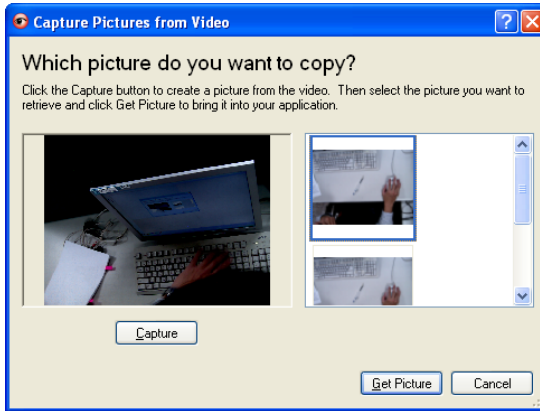 Capture Pictures from Video
Which picture do you want to copy?
Click the Capture button to create a picture from the video. Then select the picture you want to
retrieve and click Get Picture to bring it into your application.
Capture
Get Picture
Cancel